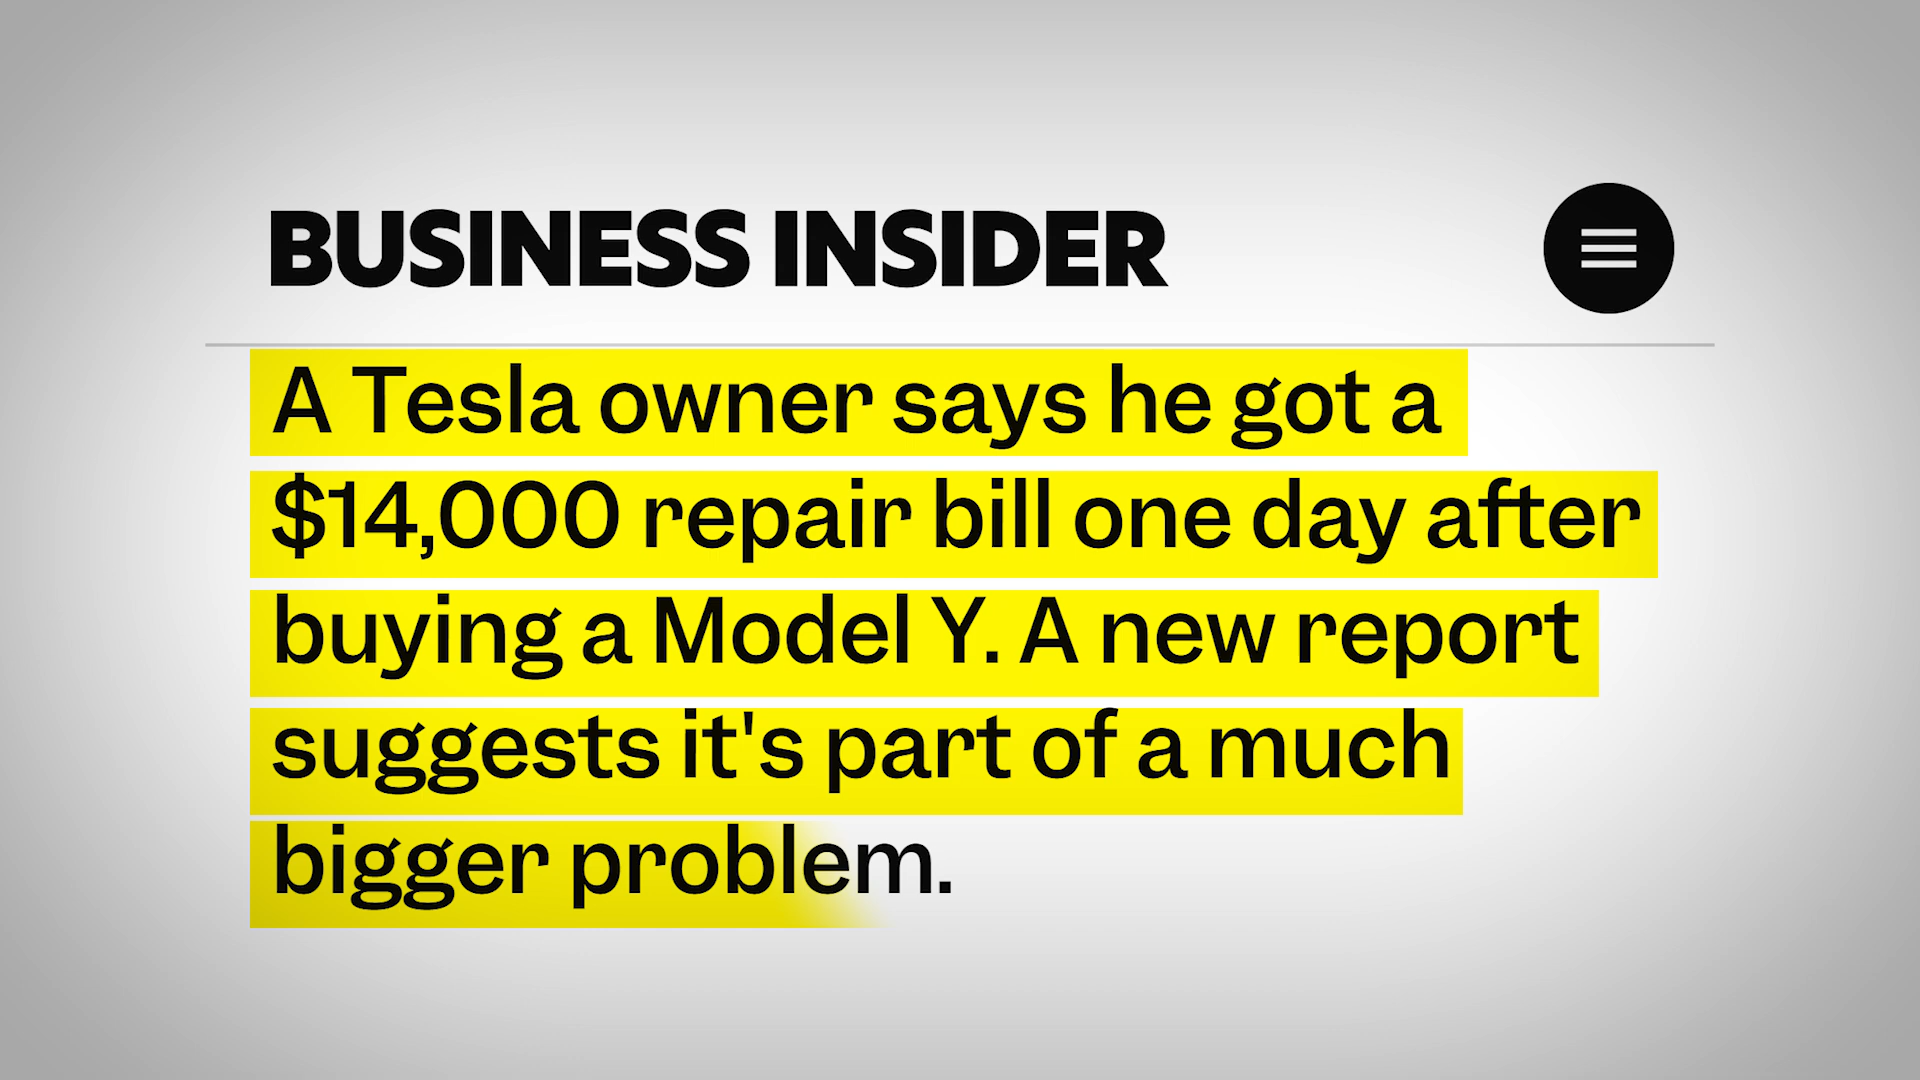 BUSINESS INSIDER
A Tesla owner says he got a
$14,000 repair bill one day after
buying a Model Y. A new report
suggests it's part of a much
bigger problem.